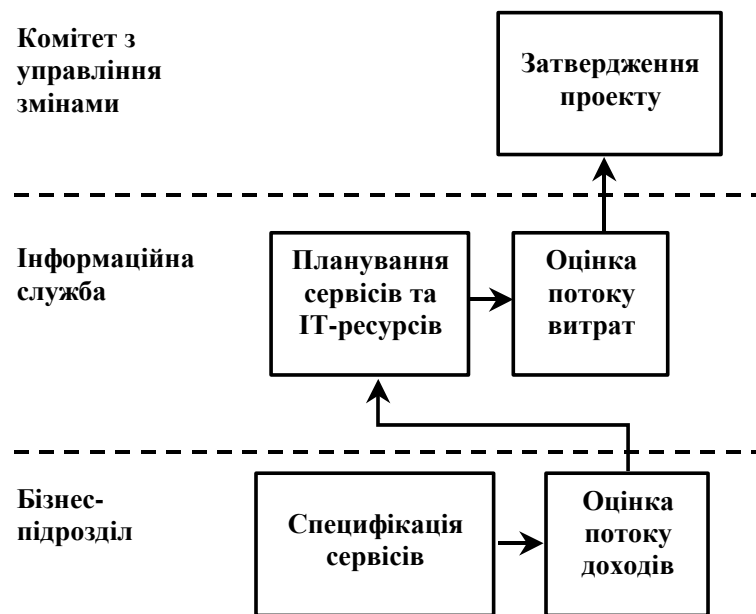 Комітет з
управління
змінами
Затвердження
проекту
Інформаційна
служба
Планування
сервісів та
ІТ-ресурсів
Оцінка
потоку
витрат
Бізнес-
підрозділ
Специфікація
сервісів
Оцінка
потоку
доходів